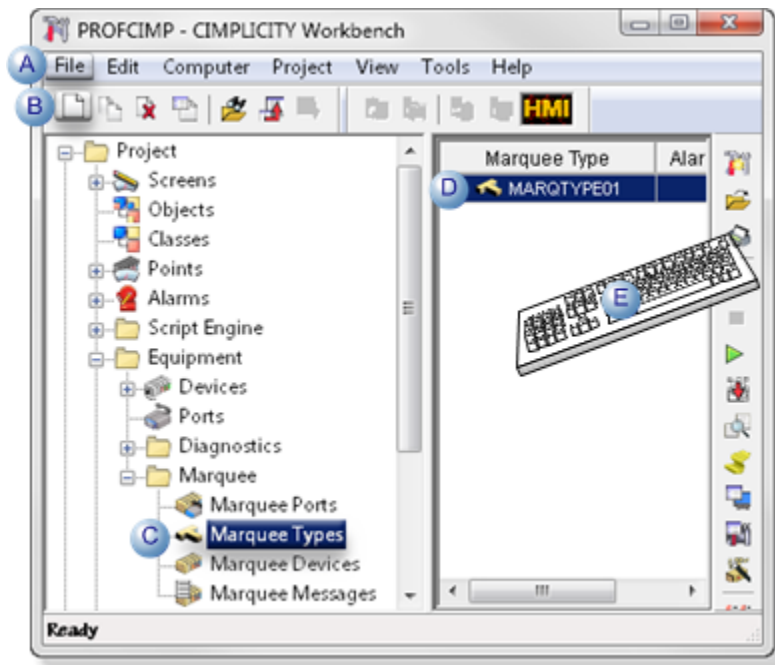 PROFCIMP - CIMPLICITY Workbench
A File Edit Computer Project View Tools Help
B HMI
Project
Screens
Objects
Classes
Points
Alarms
Script Engine
Equipment
Devices
Ports
Diagnostics
Marquee
Marquee Ports
C Marquee Types
Marquee Devices
Marquee Messages
Marquee Type Alar
D MARQTYPE01
E
Ready